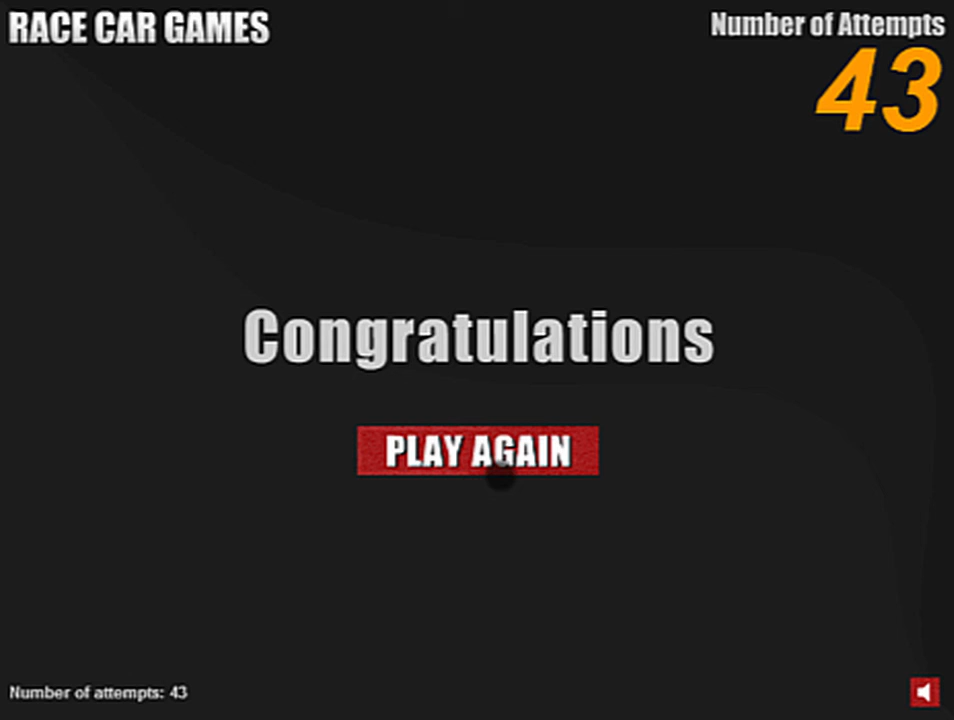 RACE CAR GAMES
Number of Attempts
43
Congratulations
PLAY AGAIN
Number of attempts: 43